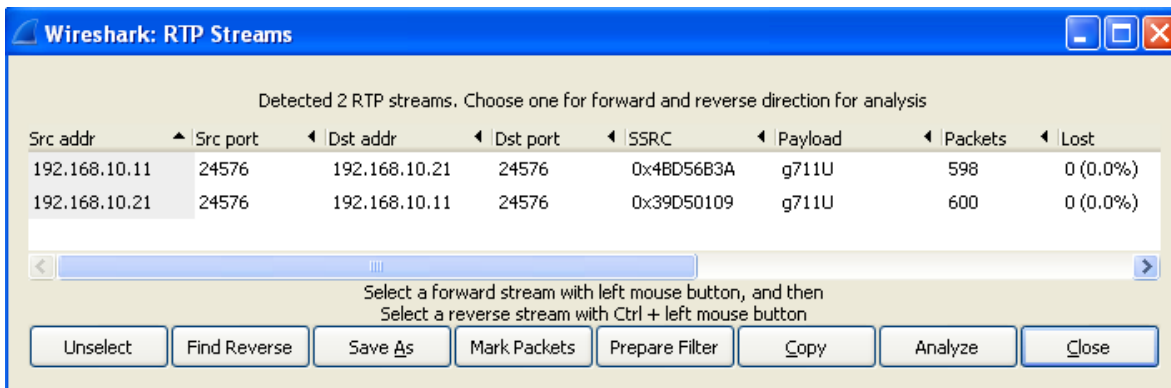 Wireshark: RTP Streams
Detected 2 RTP streams. Choose one for forward and reverse direction for analysis
Src addr Src port Dst addr Dst port SSRC Payload Packets Lost
192.168.10.11 24576 192.168.10.21 24576 0x4BD56B3A g711U 598 0 (0.0%)
192.168.10.21 24576 192.168.10.11 24576 0x39D50109 g711U 600 0 (0.0%)
Select a forward stream with left mouse button, and then
Select a reverse stream with Ctrl + left mouse button
Unselect Find Reverse Save As Mark Packets Prepare Filter Copy Analyze Close